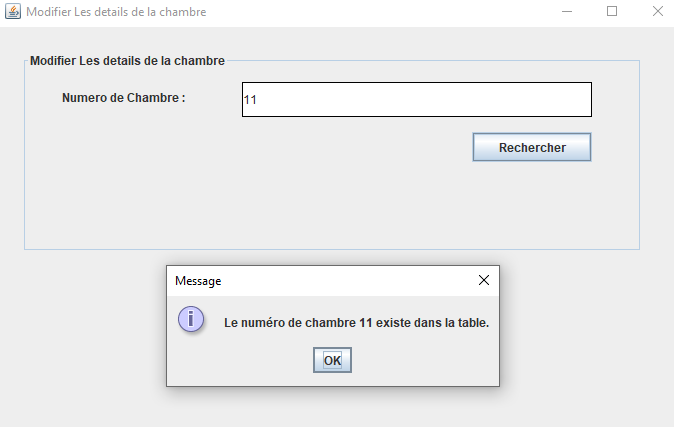 Modifier Les details de la chambre
Modifier Les details de la chambre
Numero de Chambre :
11
Rechercher
Message
Le numéro de chambre 11 existe dans la table.
OK